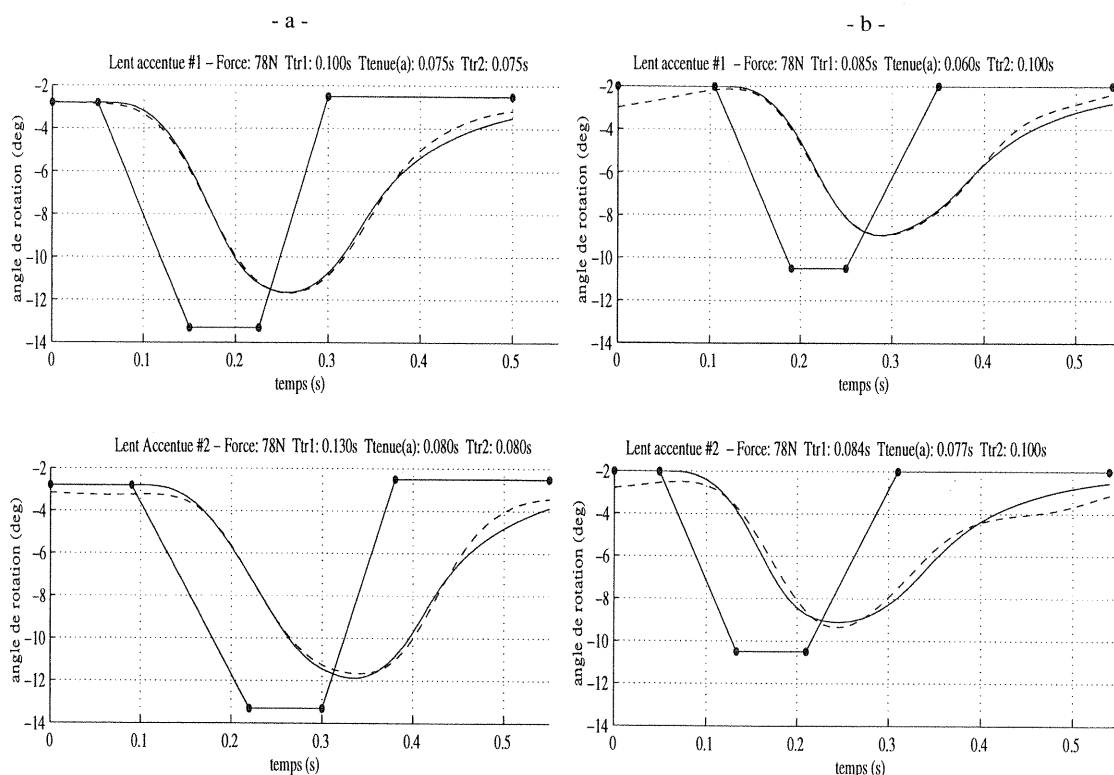 - a -
- b -
Lent accentue #1 – Force: 78N Ttr1: 0.100s Ttenue(a): 0.075s Ttr2: 0.075s
−2
−4
−6
−8
−10
−12
−14
angle de rotation (deg)
0 0.1 0.2 0.3 0.4 0.5
temps (s)
Lent accentue #1 – Force: 78N Ttr1: 0.085s Ttenue(a): 0.060s Ttr2: 0.100s
−2
−4
−6
−8
−10
−12
−14
angle de rotation (deg)
0 0.1 0.2 0.3 0.4 0.5
temps (s)
Lent Accentue #2 – Force: 78N Ttr1: 0.130s Ttenue(a): 0.080s Ttr2: 0.080s
−2
−4
−6
−8
−10
−12
−14
angle de rotation (deg)
0 0.1 0.2 0.3 0.4 0.5
temps (s)
Lent accentue #2 – Force: 78N Ttr1: 0.084s Ttenue(a): 0.077s Ttr2: 0.100s
−2
−4
−6
−8
−10
−12
−14
angle de rotation (deg)
0 0.1 0.2 0.3 0.4 0.5
temps (s)